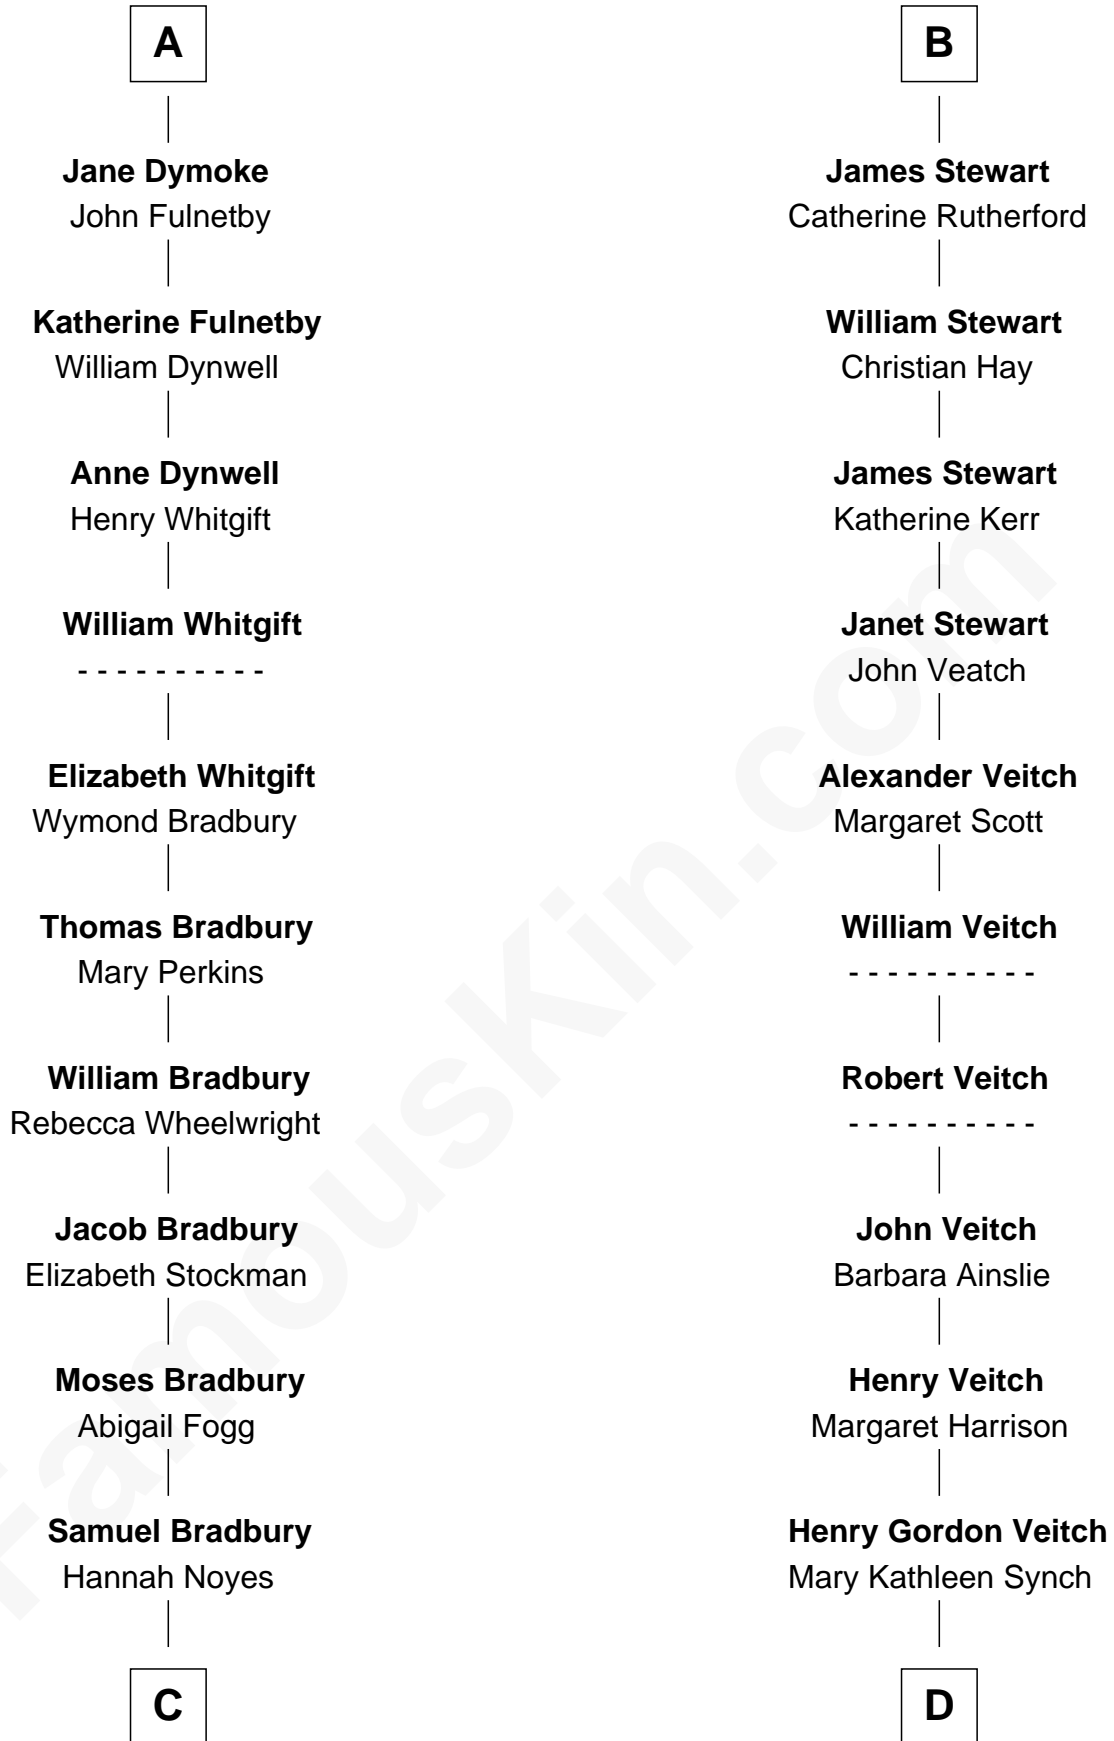 A
Jane Dymoke
John Fulnetby
Katherine Fulnetby
William Dynwell
Anne Dynwell
Henry Whitgift
William Whitgift
- - - - - - - - - -
Elizabeth Whitgift
Wymond Bradbury
Thomas Bradbury
Mary Perkins
William Bradbury
Rebecca Wheelwright
Jacob Bradbury
Elizabeth Stockman
Moses Bradbury
Abigail Fogg
Samuel Bradbury
Hannah Noyes
C
B
James Stewart
Catherine Rutherford
William Stewart
Christian Hay
James Stewart
Katherine Kerr
Janet Stewart
John Veatch
Alexander Veitch
Margaret Scott
William Veitch
- - - - - - - - - -
Robert Veitch
- - - - - - - - - -
John Veitch
Barbara Ainslie
Henry Veitch
Margaret Harrison
Henry Gordon Veitch
Mary Kathleen Synch
D
FamousKin.com